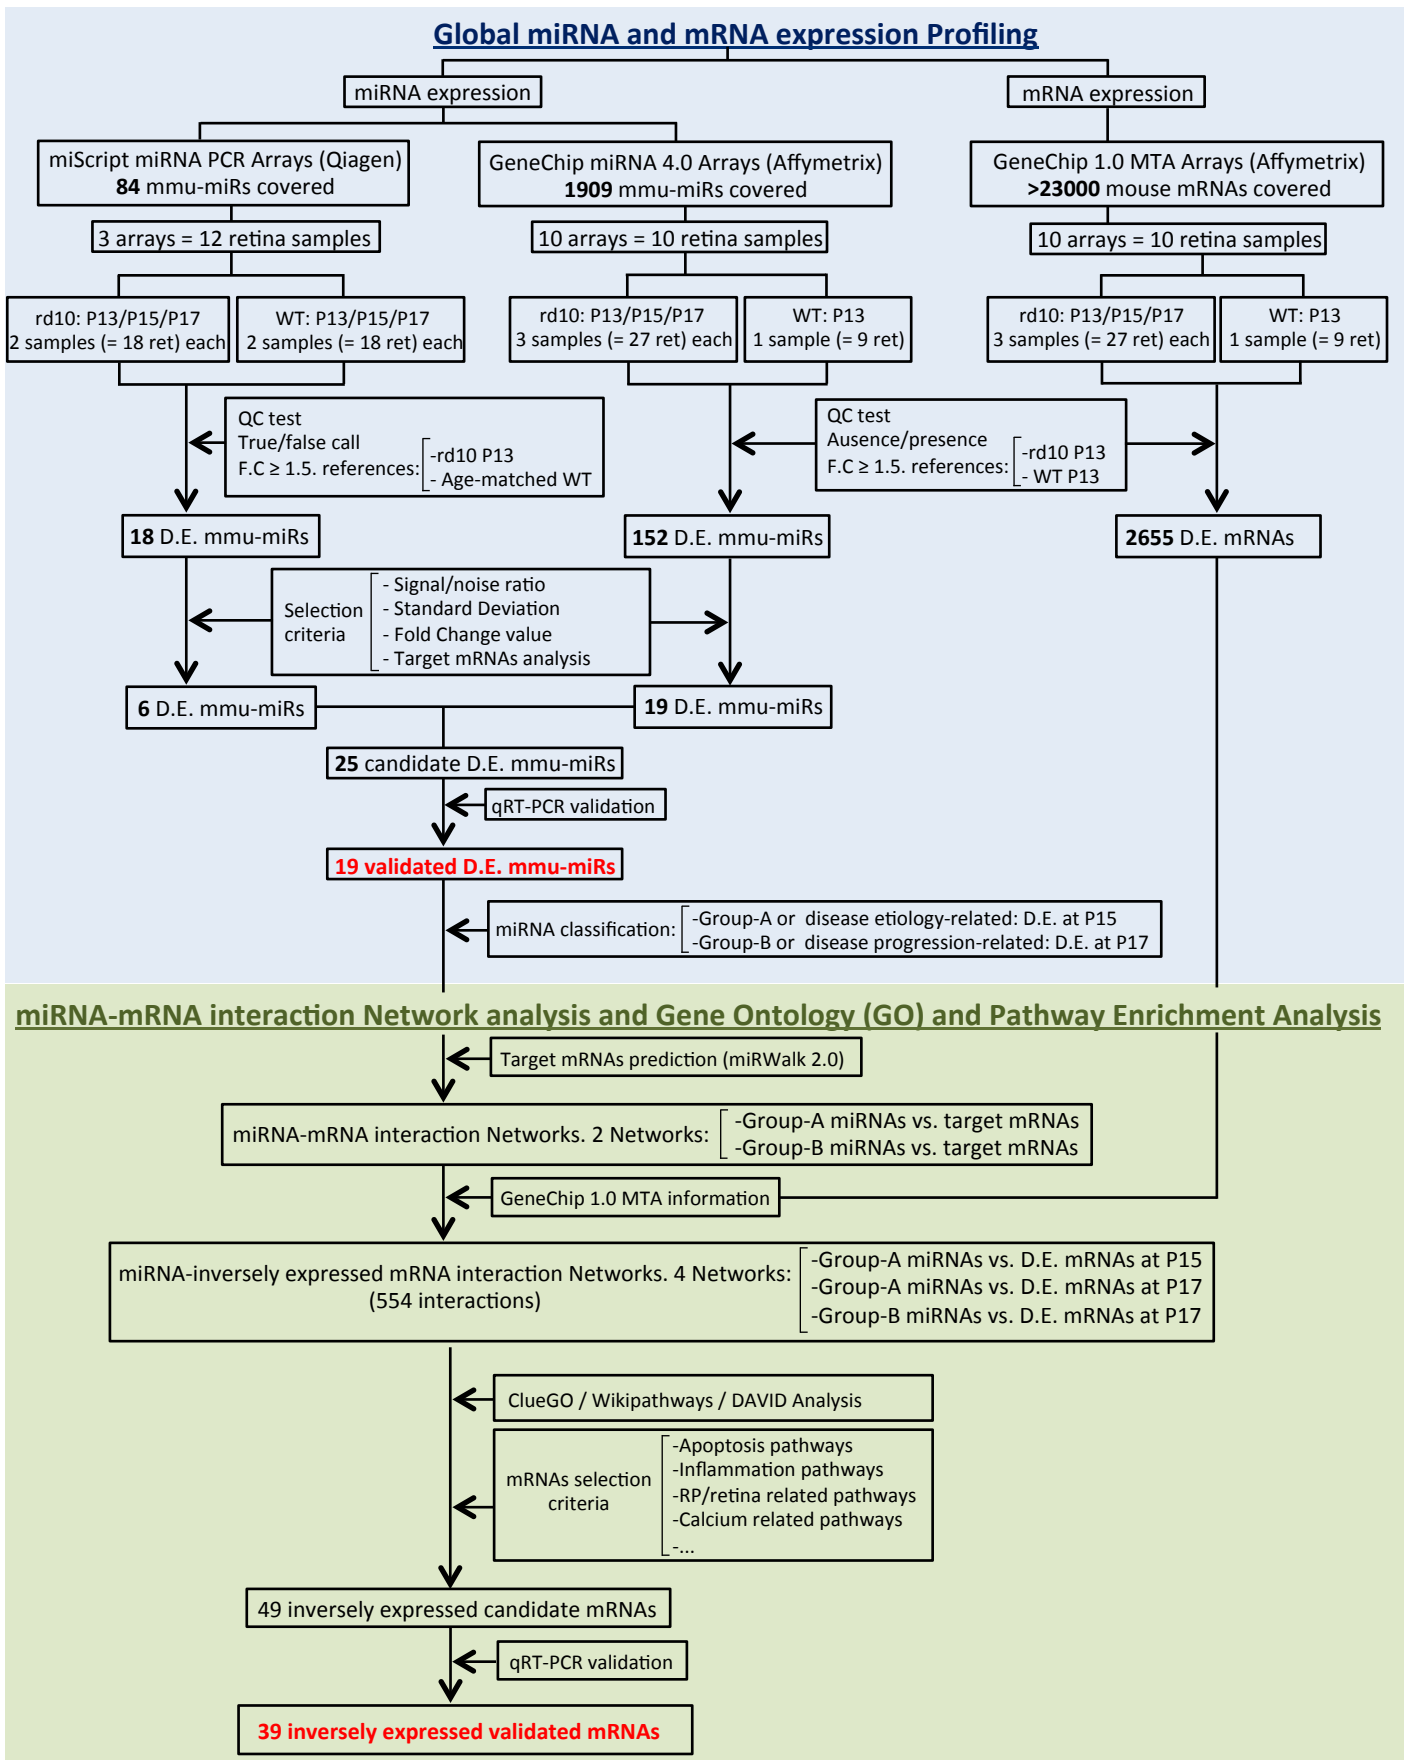 Global miRNA and mRNA expression Profiling
miRNA expression
mRNA expression
miScript miRNA PCR Arrays (Qiagen)
84 mmu-miRs covered
GeneChip miRNA 4.0 Arrays (Affymetrix)
1909 mmu-miRs covered
GeneChip 1.0 MTA Arrays (Affymetrix)
>23000 mouse mRNAs covered
3 arrays = 12 retina samples
10 arrays = 10 retina samples
10 arrays = 10 retina samples
rd10: P13/P15/P17
2 samples (= 18 ret) each
WT: P13/P15/P17
2 samples (= 18 ret) each
rd10: P13/P15/P17
3 samples (= 27 ret) each
WT: P13
1 sample (= 9 ret)
rd10: P13/P15/P17
3 samples (= 27 ret) each
WT: P13
1 sample (= 9 ret)
QC test
True/false call
F.C ≥ 1.5. references:
-rd10 P13
- Age-matched WT
QC test
Ausence/presence
F.C ≥ 1.5. references:
-rd10 P13
- WT P13
18 D.E. mmu-miRs
152 D.E. mmu-miRs
2655 D.E. mRNAs
Selection
criteria
- Signal/noise ratio
- Standard Deviation
- Fold Change value
- Target mRNAs analysis
6 D.E. mmu-miRs
19 D.E. mmu-miRs
25 candidate D.E. mmu-miRs
qRT-PCR validation
19 validated D.E. mmu-miRs
miRNA classification:
-Group-A or disease etiology-related: D.E. at P15
-Group-B or disease progression-related: D.E. at P17
miRNA-mRNA interaction Network analysis and Gene Ontology (GO) and Pathway Enrichment Analysis
Target mRNAs prediction (miRWalk 2.0)
miRNA-mRNA interaction Networks. 2 Networks:
-Group-A miRNAs vs. target mRNAs
-Group-B miRNAs vs. target mRNAs
GeneChip 1.0 MTA information
miRNA-inversely expressed mRNA interaction Networks. 4 Networks:
(554 interactions)
-Group-A miRNAs vs. D.E. mRNAs at P15
-Group-A miRNAs vs. D.E. mRNAs at P17
-Group-B miRNAs vs. D.E. mRNAs at P17
ClueGO / Wikipathways / DAVID Analysis
mRNAs selection
criteria
-Apoptosis pathways
-Inflammation pathways
-RP/retina related pathways
-Calcium related pathways
-...
49 inversely expressed candidate mRNAs
qRT-PCR validation
39 inversely expressed validated mRNAs